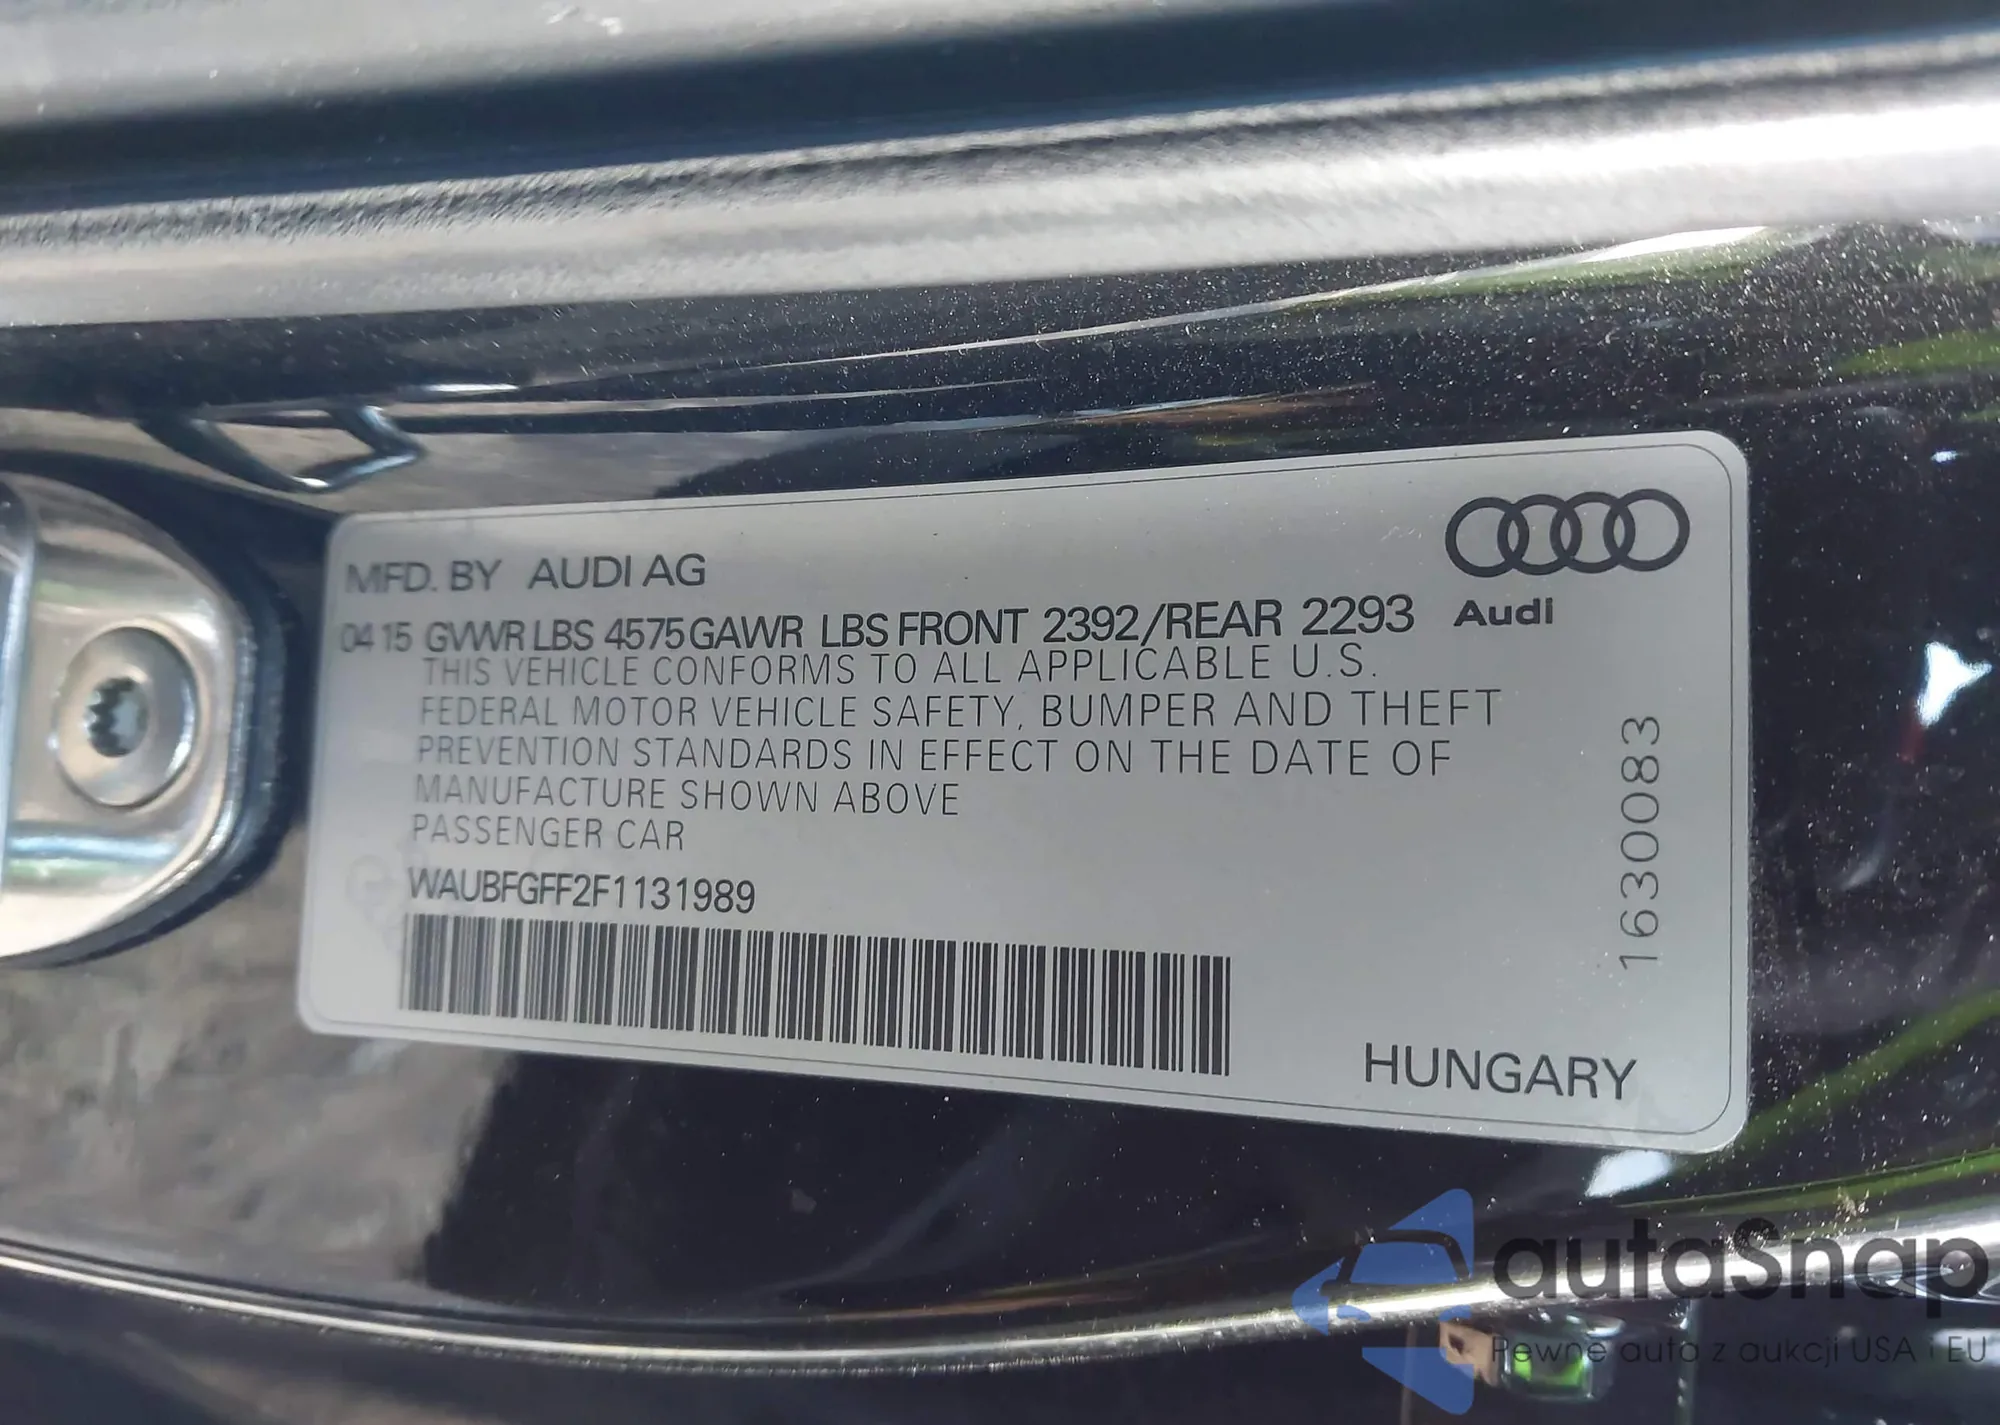 MFD. BY AUDI AG
04 15 GVWR LBS 4575 GAWR LBS FRONT 2392/REAR 2293
Audi
THIS VEHICLE CONFORMS TO ALL APPLICABLE U.S.
FEDERAL MOTOR VEHICLE SAFETY, BUMPER AND THEFT
PREVENTION STANDARDS IN EFFECT ON THE DATE OF
MANUFACTURE SHOWN ABOVE
PASSENGER CAR
WAUBFGFF2F1131989
1630083
HUNGARY
autaSnap
Pewne auta z aukcji USA i EU